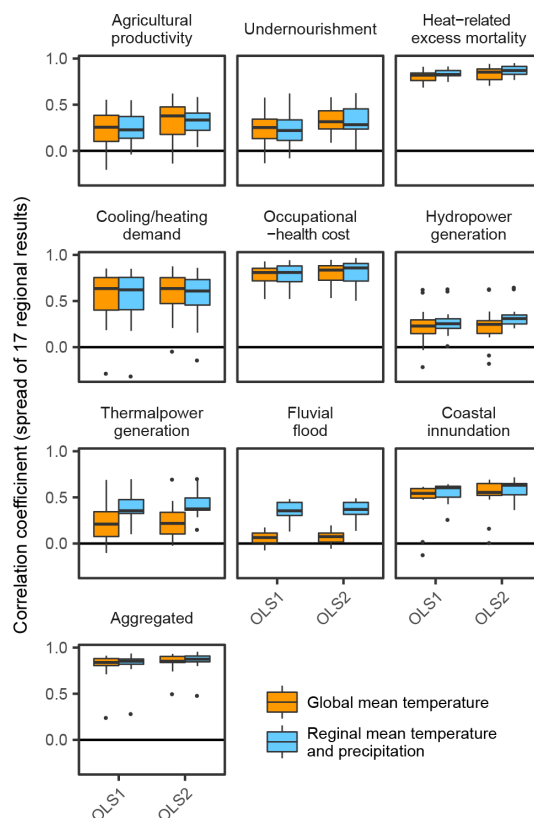 Agricultural
productivity
Undernourishment
Heat-related
excess mortality
1.0
0.5
0.0
Cooling/heating
demand
Occupational
-health cost
Hydropower
generation
1.0
0.5
0.0
Thermalpower
generation
Fluvial
flood
Coastal
innundation
1.0
0.5
0.0
OLS1
OLS2
OLS1
OLS2
Aggregated
1.0
0.5
0.0
OLS1
OLS2
Correlation coefficinent (spread of 17 regional results)
Global mean temperature
Reginal mean temperature
and precipitation